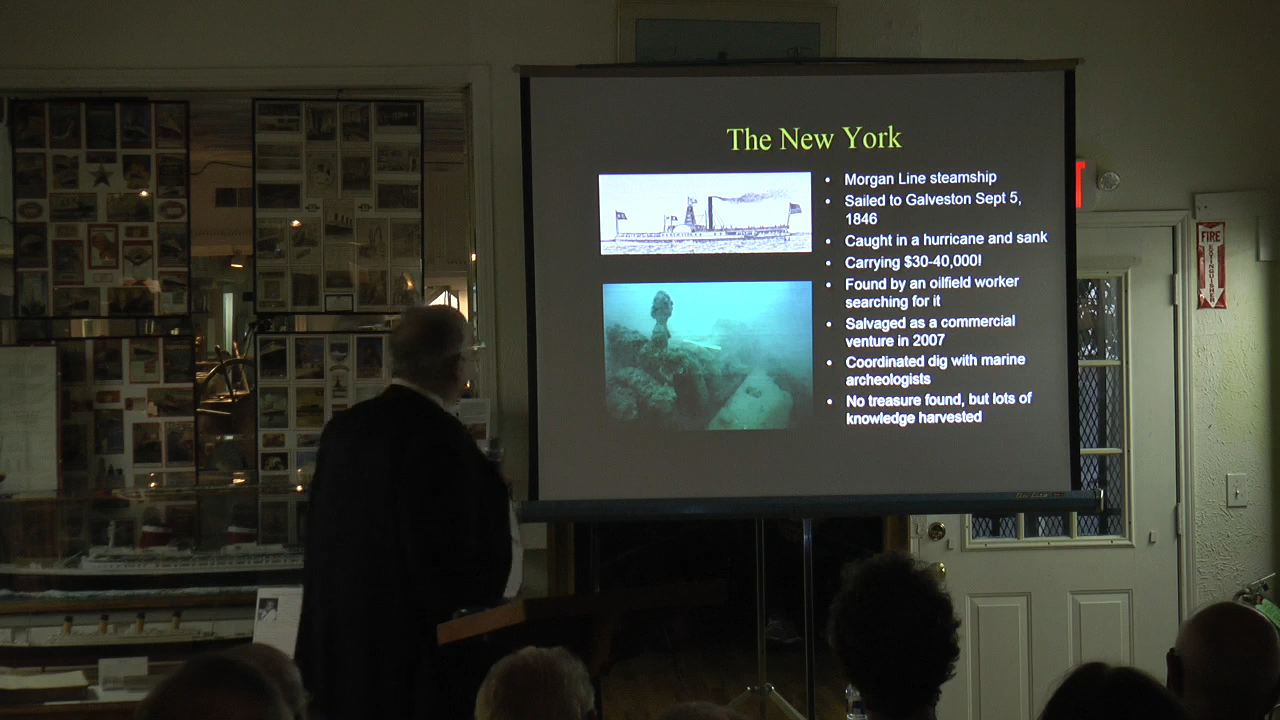 The New York
• Morgan Line steamship
• Sailed to Galveston Sept 5,
1846
• Caught in a hurricane and sank
• Carrying $30-40,000!
• Found by an oilfield worker
searching for it
• Salvaged as a commercial
venture in 2007
• Coordinated dig with marine
archeologists
• No treasure found, but lots of
knowledge harvested
FIRE
EXTINGUISHER